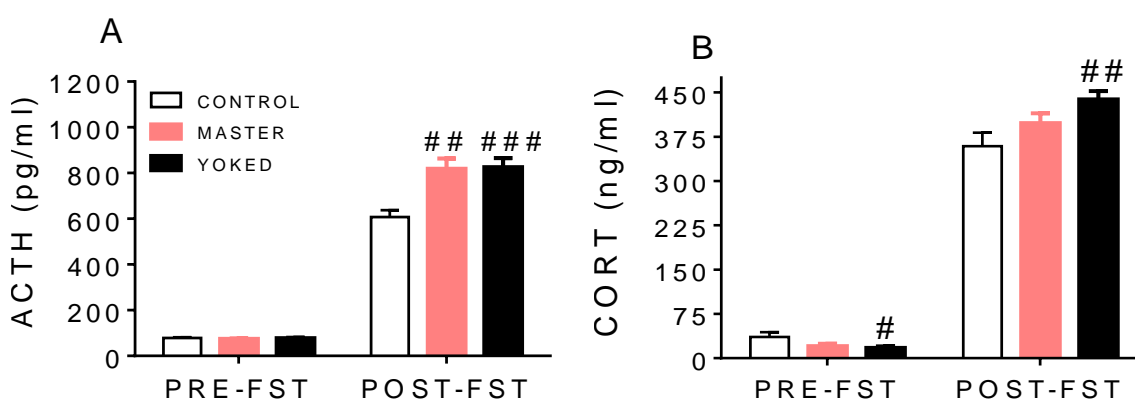 A
ACTH (pg/ml)
1200
1000
800
600
400
200
0
CONTROL
MASTER
YOKED
## ###
PRE-FST POST-FST
B
CORT (ng/ml)
450
375
300
225
150
75
0
#
##
PRE-FST POST-FST